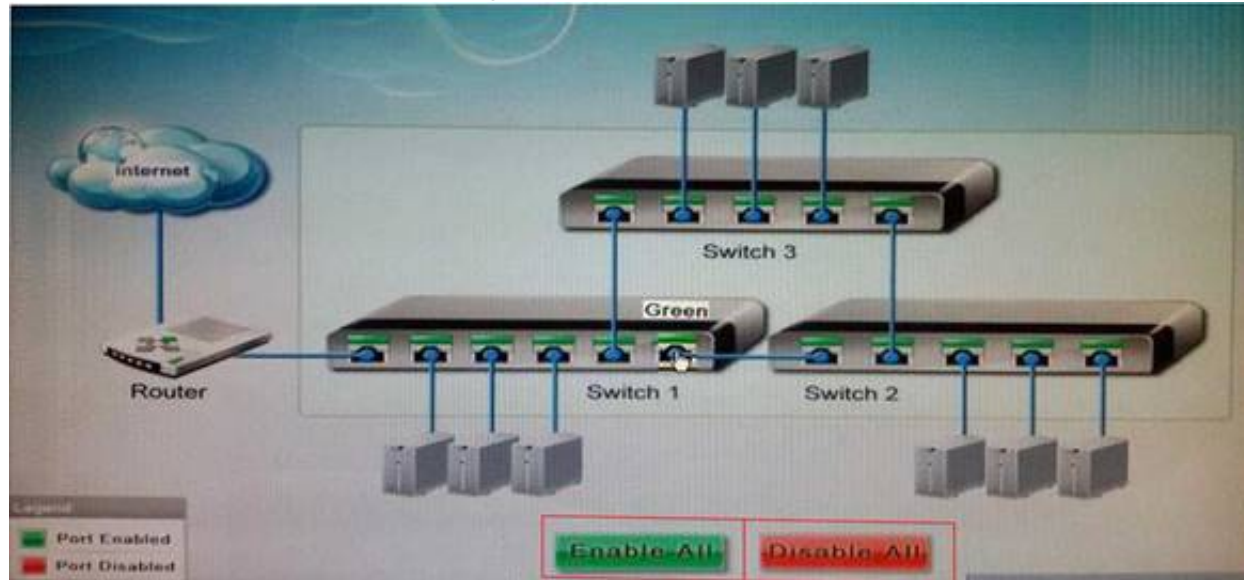 Internet
Switch 3
Green
Router
Switch 1
Switch 2
Legend
Port Enabled
Port Disabled
Enable All
Disable All